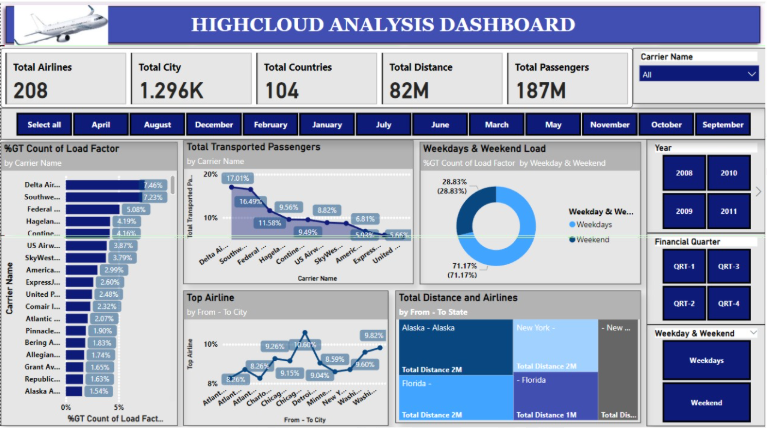 HIGHCLOUD ANALYSIS DASHBOARD
Total Airlines
208
Total City
1.296K
Total Countries
104
Total Distance
82M
Total Passengers
187M
Carrier Name
All
Select all
April
August
December
February
January
July
June
March
May
November
October
September
%GT Count of Load Factor
by Carrier Name
Carrier Name
Delta Air... 7.46%
Southwe... 7.23%
Federal ... 5.08%
Hagelan... 4.19%
Contine... 4.16%
US Airw... 3.87%
SkyWest... 3.79%
America... 2.99%
ExpressJ... 2.60%
United P... 2.48%
Comair I... 2.32%
Atlantic ... 2.07%
Pinnacle... 1.90%
Bering A... 1.83%
Allegian... 1.74%
Grant Av... 1.65%
Republic... 1.63%
Alaska A... 1.54%
0%
5%
%GT Count of Load Fact...
Total Transported Passengers
by Carrier Name
Total Transported Pa...
20%
10%
17.01%
16.49%
11.58%
9.56%
9.49%
8.82%
6.81%
5.93%
5.66%
Delta Ai...
Southw...
Federal ...
Hagela...
Contine...
US Airw...
SkyWes...
Americ...
Express...
United ...
Carrier Name
Weekdays & Weekend Load
%GT Count of Load Factor by Weekday & Weekend
28.83%
(28.83%)
71.17%
(71.17%)
Weekday & We...
Weekdays
Weekend
Top Airline
by From - To City
Top Airline
10%
8%
8.26%
8.26%
9.26%
9.15%
10.60%
9.04%
8.59%
9.60%
9.82%
Atlant...
Atlant...
Atlant...
Charlo...
Chicag...
Chicag...
Detroi...
Minne...
New Y...
Washi...
Washi...
From - To City
Total Distance and Airlines
by From - To State
Alaska - Alaska
Total Distance 2M
Florida -
Total Distance 2M
New York -
Total Distance 2M
- Florida
Total Distance 1M
- New ...
Total Dis...
Year
2008
2010
2009
2011
Financial Quarter
QRT-1
QRT-3
QRT-2
QRT-4
Weekday & Weekend
Weekdays
Weekend